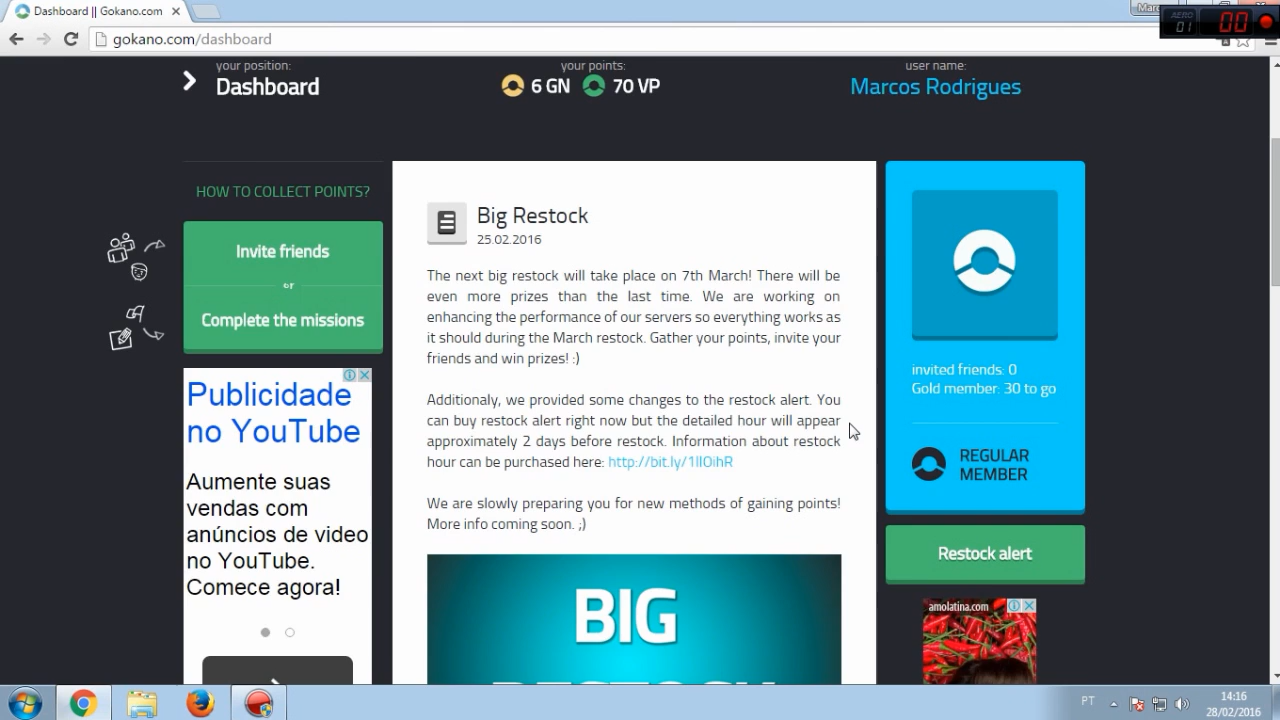 Dashboard || Gokano.com
Marc
AERO
01
00
gokano.com/dashboard
your position:
Dashboard
your points:
6 GN 70 VP
user name:
Marcos Rodrigues
HOW TO COLLECT POINTS?
Invite friends
or
Complete the missions
Publicidade
no YouTube
Aumente suas
vendas com
anúncios de video
no YouTube.
Comece agora!
Big Restock
25.02.2016
The next big restock will take place on 7th March! There will be
even more prizes than the last time. We are working on
enhancing the performance of our servers so everything works as
it should during the March restock. Gather your points, invite your
friends and win prizes! :)
Additionaly, we provided some changes to the restock alert. You
can buy restock alert right now but the detailed hour will appear
approximately 2 days before restock. Information about restock
hour can be purchased here: http://bit.ly/1IlOihR
We are slowly preparing you for new methods of gaining points!
More info coming soon. ;)
BIG
RESTOCK
invited friends: 0
Gold member: 30 to go
REGULAR
MEMBER
Restock alert
amolatina.com
PT
14:16
28/02/2016